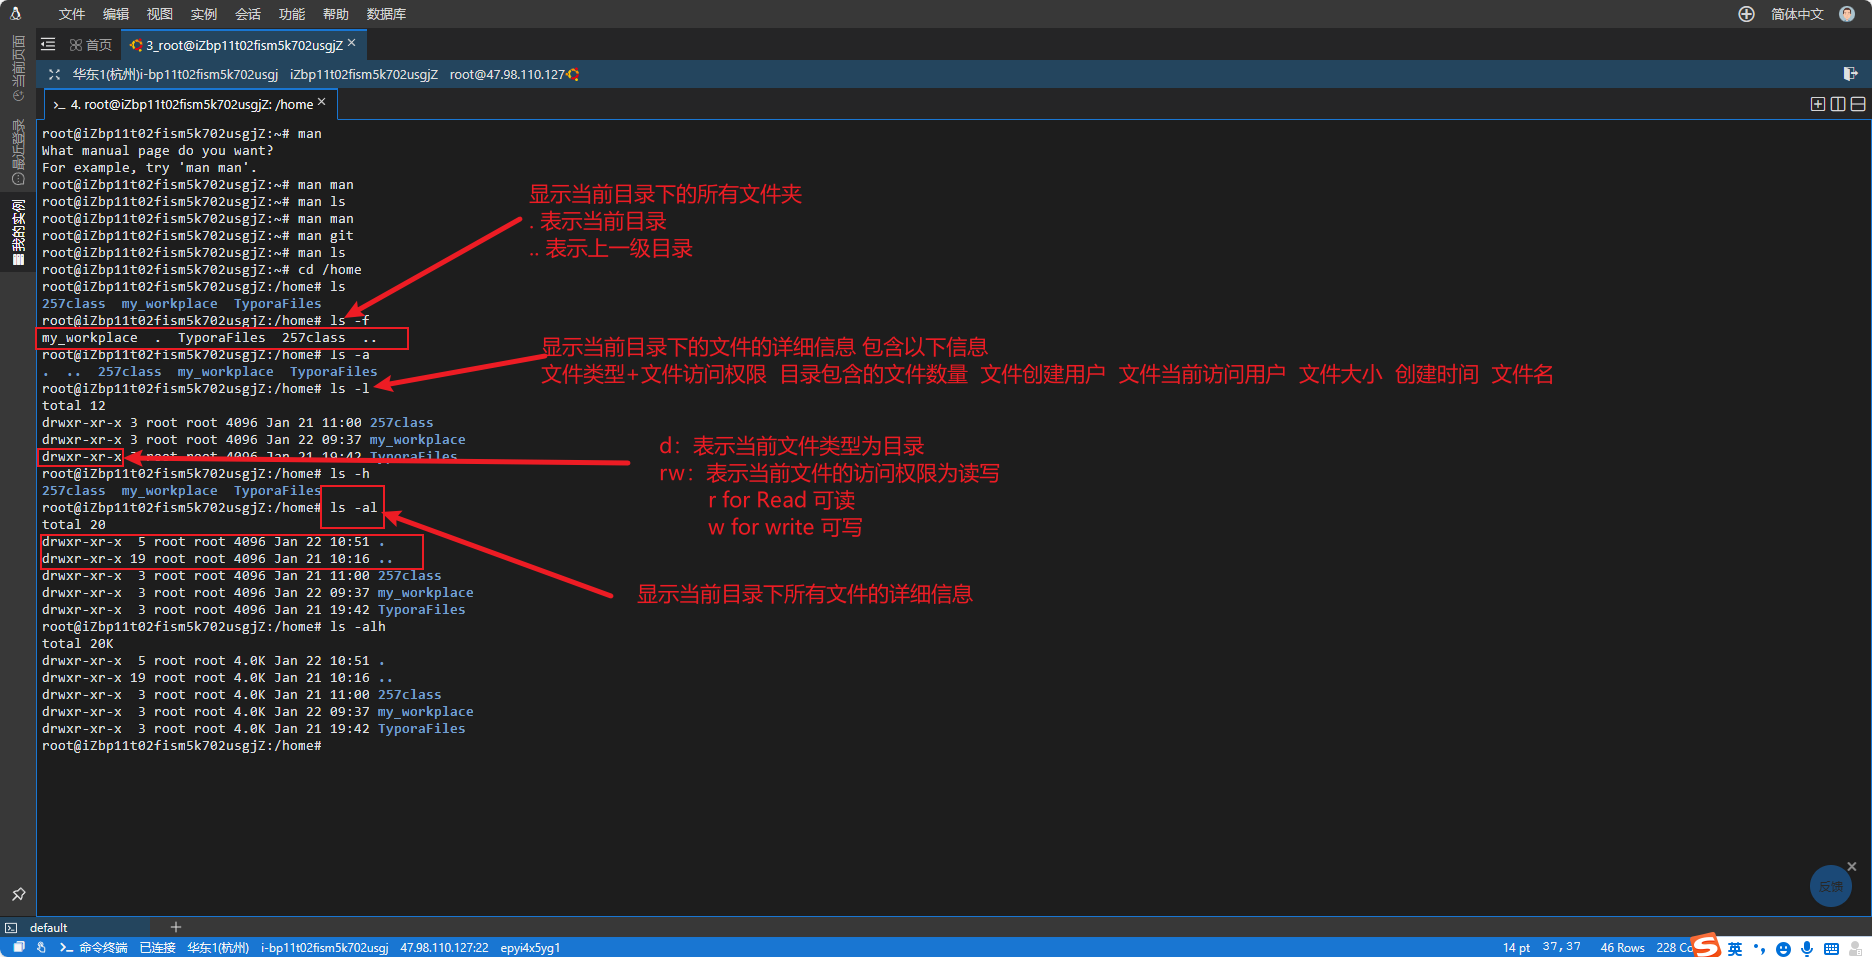 文件 编辑 视图 实例 会话 功能 帮助 数据库 简体中文
当前页面
最近登录
我的实例
首页 3_root@iZbp11t02fism5k702usgjZ
华东1(杭州)i-bp11t02fism5k702usgj iZbp11t02fism5k702usgjZ root@47.98.110.127
4. root@iZbp11t02fism5k702usgjZ: /home
root@iZbp11t02fism5k702usgjZ:~# man
What manual page do you want?
For example, try 'man man'.
root@iZbp11t02fism5k702usgjZ:~# man man
root@iZbp11t02fism5k702usgjZ:~# man ls
root@iZbp11t02fism5k702usgjZ:~# man man
root@iZbp11t02fism5k702usgjZ:~# man git
root@iZbp11t02fism5k702usgjZ:~# man ls
root@iZbp11t02fism5k702usgjZ:~# cd /home
root@iZbp11t02fism5k702usgjZ:/home# ls
257class my_workplace TyporaFiles
root@iZbp11t02fism5k702usgjZ:/home# ls -f
my_workplace . TyporaFiles 257class ..
root@iZbp11t02fism5k702usgjZ:/home# ls -a
. .. 257class my_workplace TyporaFiles
root@iZbp11t02fism5k702usgjZ:/home# ls -l
total 12
drwxr-xr-x 3 root root 4096 Jan 21 11:00 257class
drwxr-xr-x 3 root root 4096 Jan 22 09:37 my_workplace
drwxr-xr-x 3 root root 4096 Jan 21 19:42 TyporaFiles
root@iZbp11t02fism5k702usgjZ:/home# ls -h
257class my_workplace TyporaFiles
root@iZbp11t02fism5k702usgjZ:/home# ls -al
total 20
drwxr-xr-x 5 root root 4096 Jan 22 10:51 .
drwxr-xr-x 19 root root 4096 Jan 21 10:16 ..
drwxr-xr-x 3 root root 4096 Jan 21 11:00 257class
drwxr-xr-x 3 root root 4096 Jan 22 09:37 my_workplace
drwxr-xr-x 3 root root 4096 Jan 21 19:42 TyporaFiles
root@iZbp11t02fism5k702usgjZ:/home# ls -alh
total 20K
drwxr-xr-x 5 root root 4.0K Jan 22 10:51 .
drwxr-xr-x 19 root root 4.0K Jan 21 10:16 ..
drwxr-xr-x 3 root root 4.0K Jan 21 11:00 257class
drwxr-xr-x 3 root root 4.0K Jan 22 09:37 my_workplace
drwxr-xr-x 3 root root 4.0K Jan 21 19:42 TyporaFiles
root@iZbp11t02fism5k702usgjZ:/home#
显示当前目录下的所有文件夹
. 表示当前目录
.. 表示上一级目录
显示当前目录下的文件的详细信息 包含以下信息
文件类型+文件访问权限 目录包含的文件数量 文件创建用户 文件当前访问用户 文件大小 创建时间 文件名
d：表示当前文件类型为目录
rw：表示当前文件的访问权限为读写
r for Read 可读
w for write 可写
显示当前目录下所有文件的详细信息
反馈
default
命令终端 已连接 华东1(杭州) i-bp11t02fism5k702usgj 47.98.110.127:22 epyi4x5yg1 14 pt 37,37 46 Rows 228 Co
英